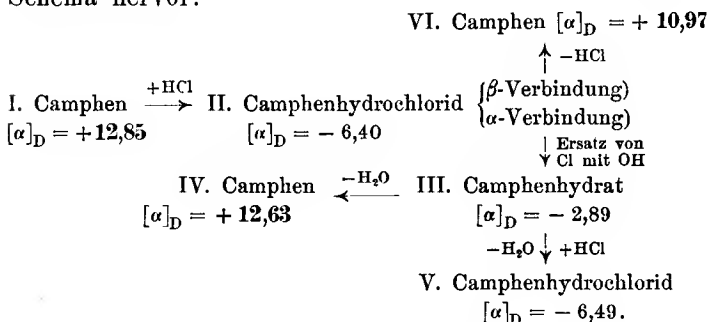 Schema hervor:
VI. Camphen [α]D = + 10,97
−HCl
I. Camphen +HCl → II. Camphenhydrochlorid {β-Verbindung)
{α-Verbindung)
[α]D = + 12,85 [α]D = − 6,40
Ersatz von
Cl mit OH
IV. Camphen ← −H₂O III. Camphenhydrat
[α]D = + 12,63 [α]D = − 2,89
−H₂O ↓ +HCl
V. Camphenhydrochlorid
[α]D = − 6,49.